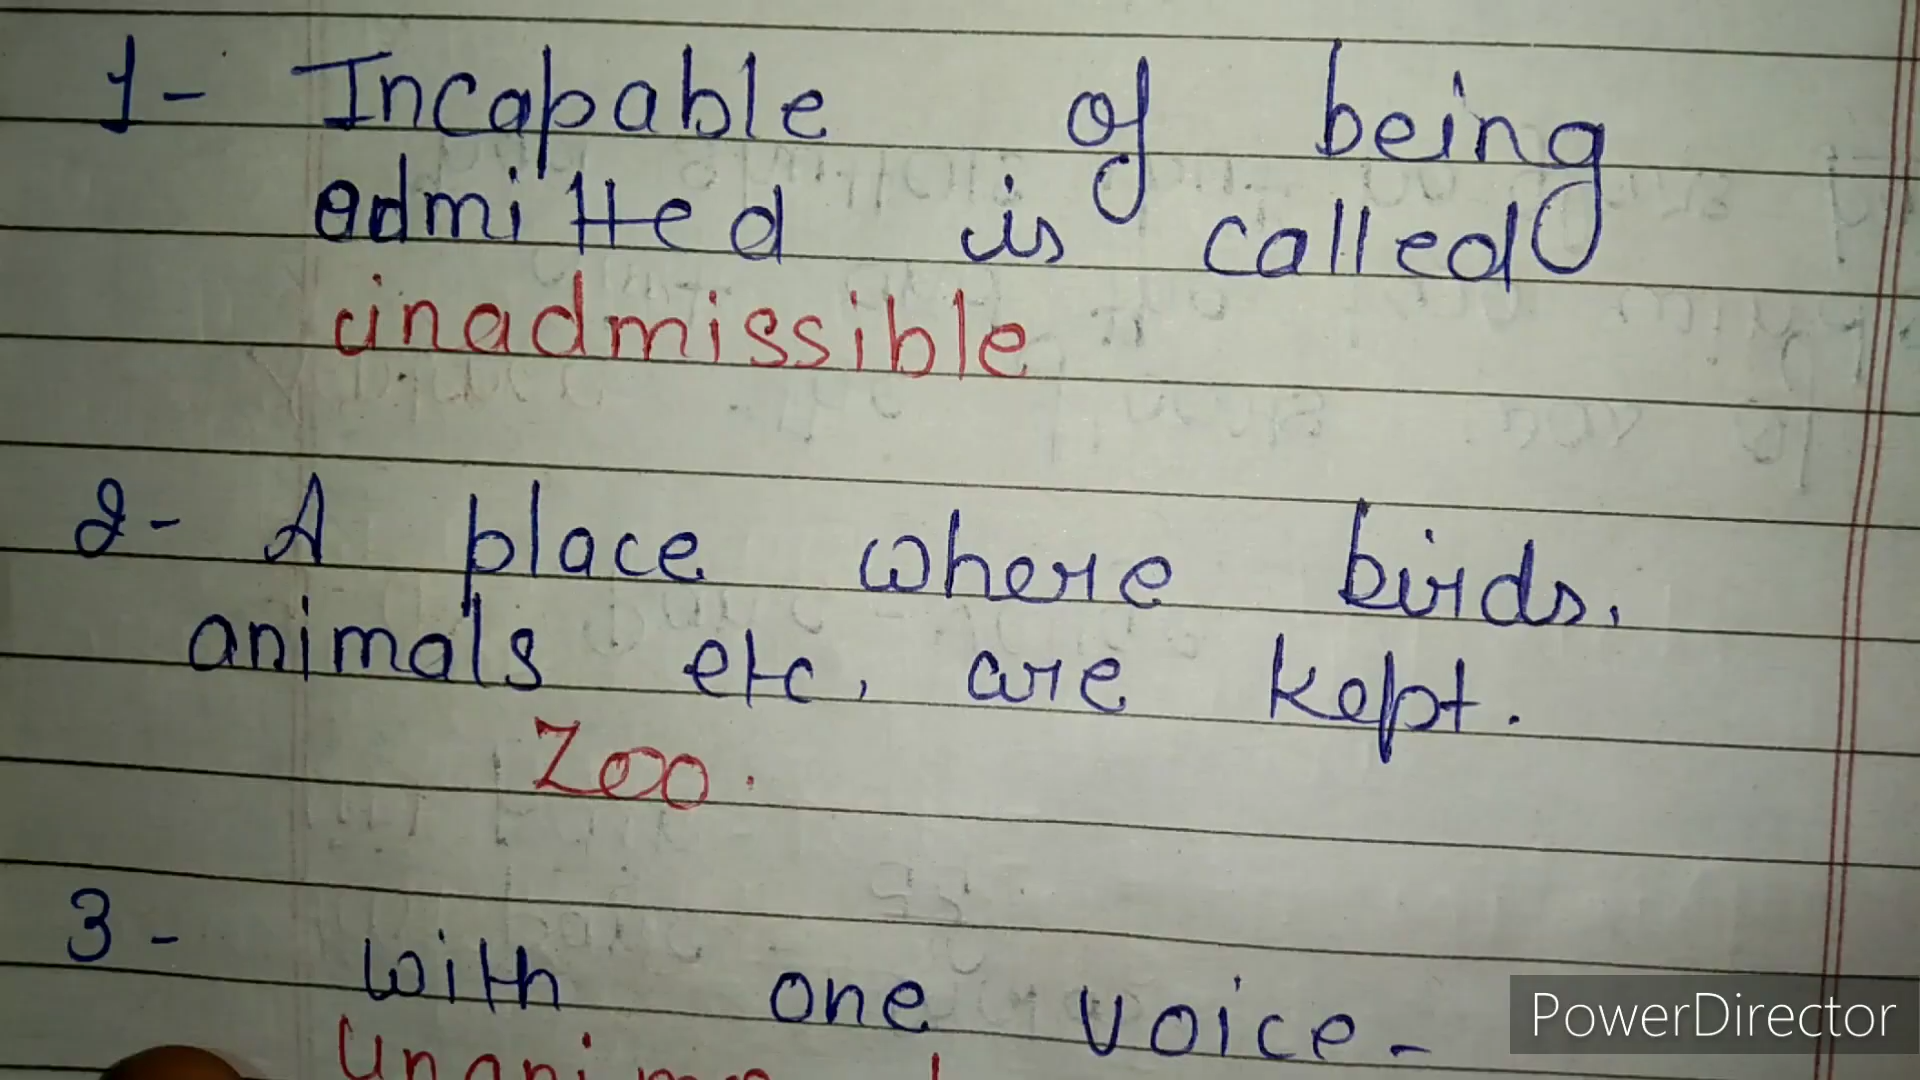 1- Incapable of being
admitted is called
inadmissible
2- A place where birds.
animals etc, are kept.
Zoo.
3- with one voice-
PowerDirector